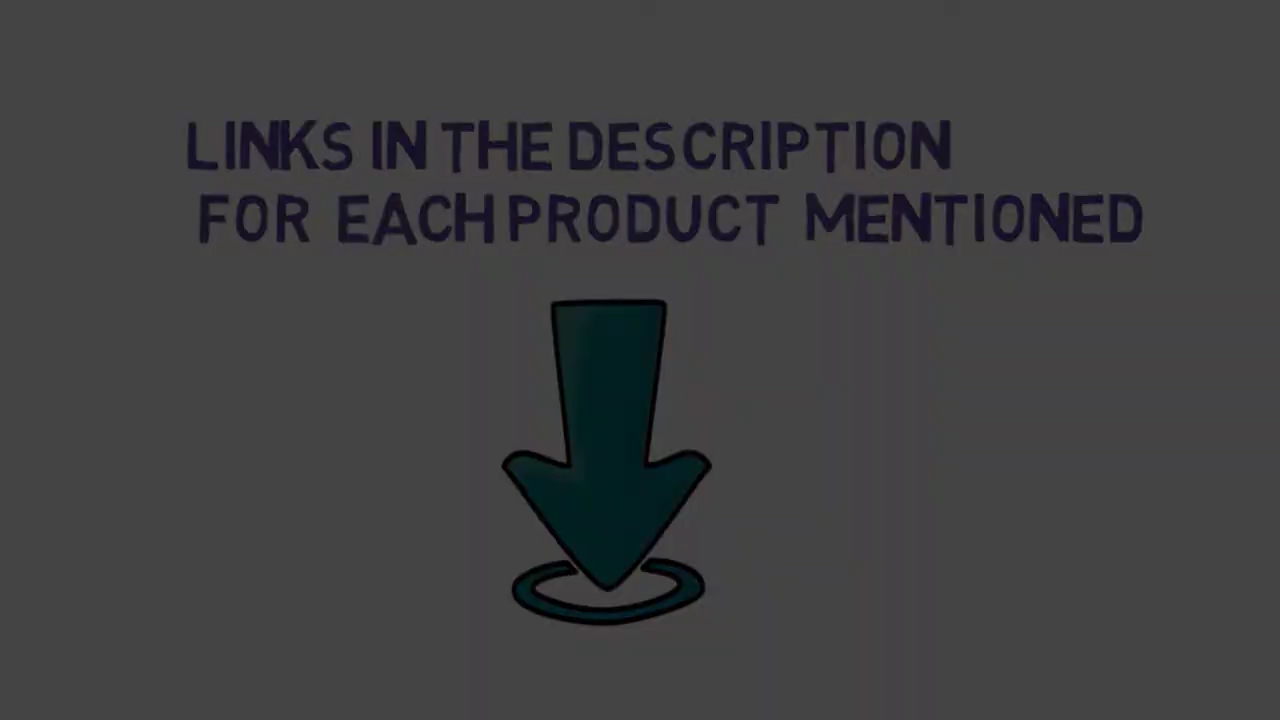 LINKS IN THE DESCRIPTION
FOR EACH PRODUCT MENTIONED